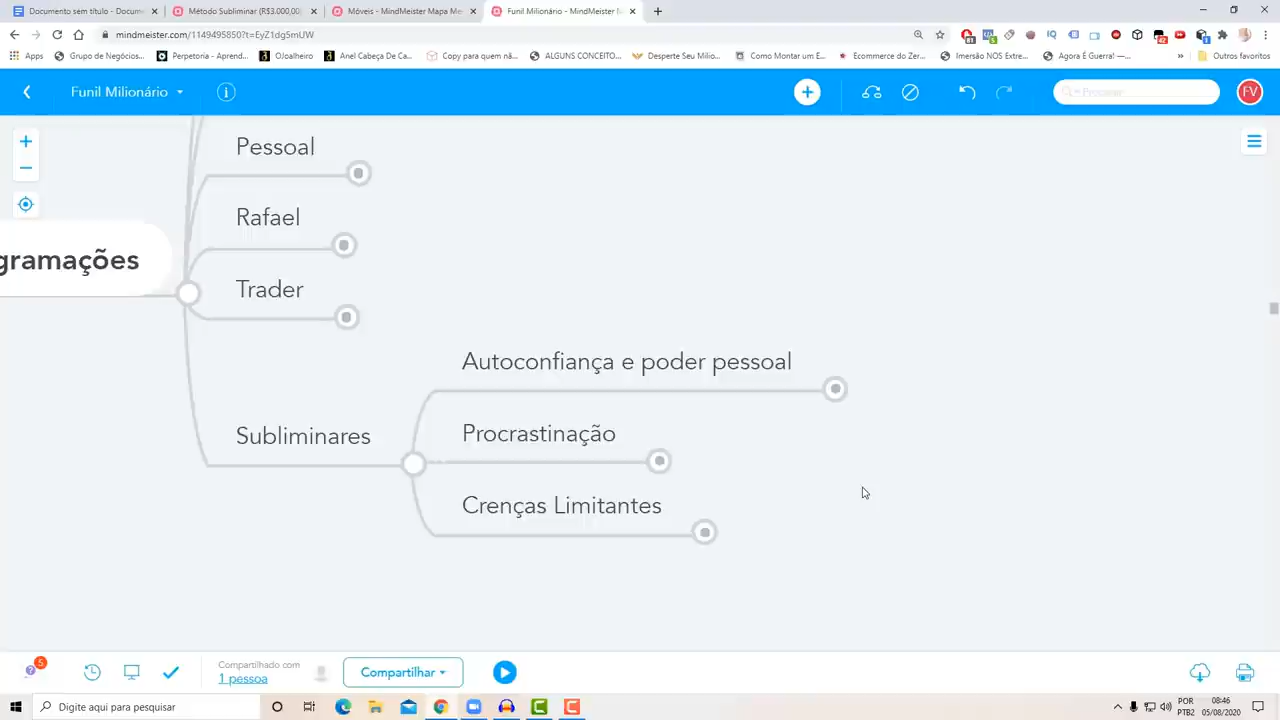 Documento sem título - Docume
Método Subliminar (R$3.000,00)
Móveis - MindMeister Mapa Me
Funil Milionário - MindMeister M
mindmeister.com/1149495850?t=EyZ1dg5mUW
Apps
Grupo de Negócios...
Perpetoria - Apren...
OJoalheiro
Anel Cabeça De Ca...
Copy para quem nã...
ALGUNS CONCEITO...
Desperte Seu Milio...
Como Montar um E...
Ecommerce do Zer...
Imersão NOS Extre...
Agora É Guerra! —...
»
Outros favoritos
Funil Milionário
Procurar
FV
Pessoal
Rafael
gramações
Trader
Autoconfiança e poder pessoal
Subliminares
Procrastinação
Crenças Limitantes
5
Compartilhado com
1 pessoa
Compartilhar
Digite aqui para pesquisar
POR
PTB2
08:46
05/08/2020